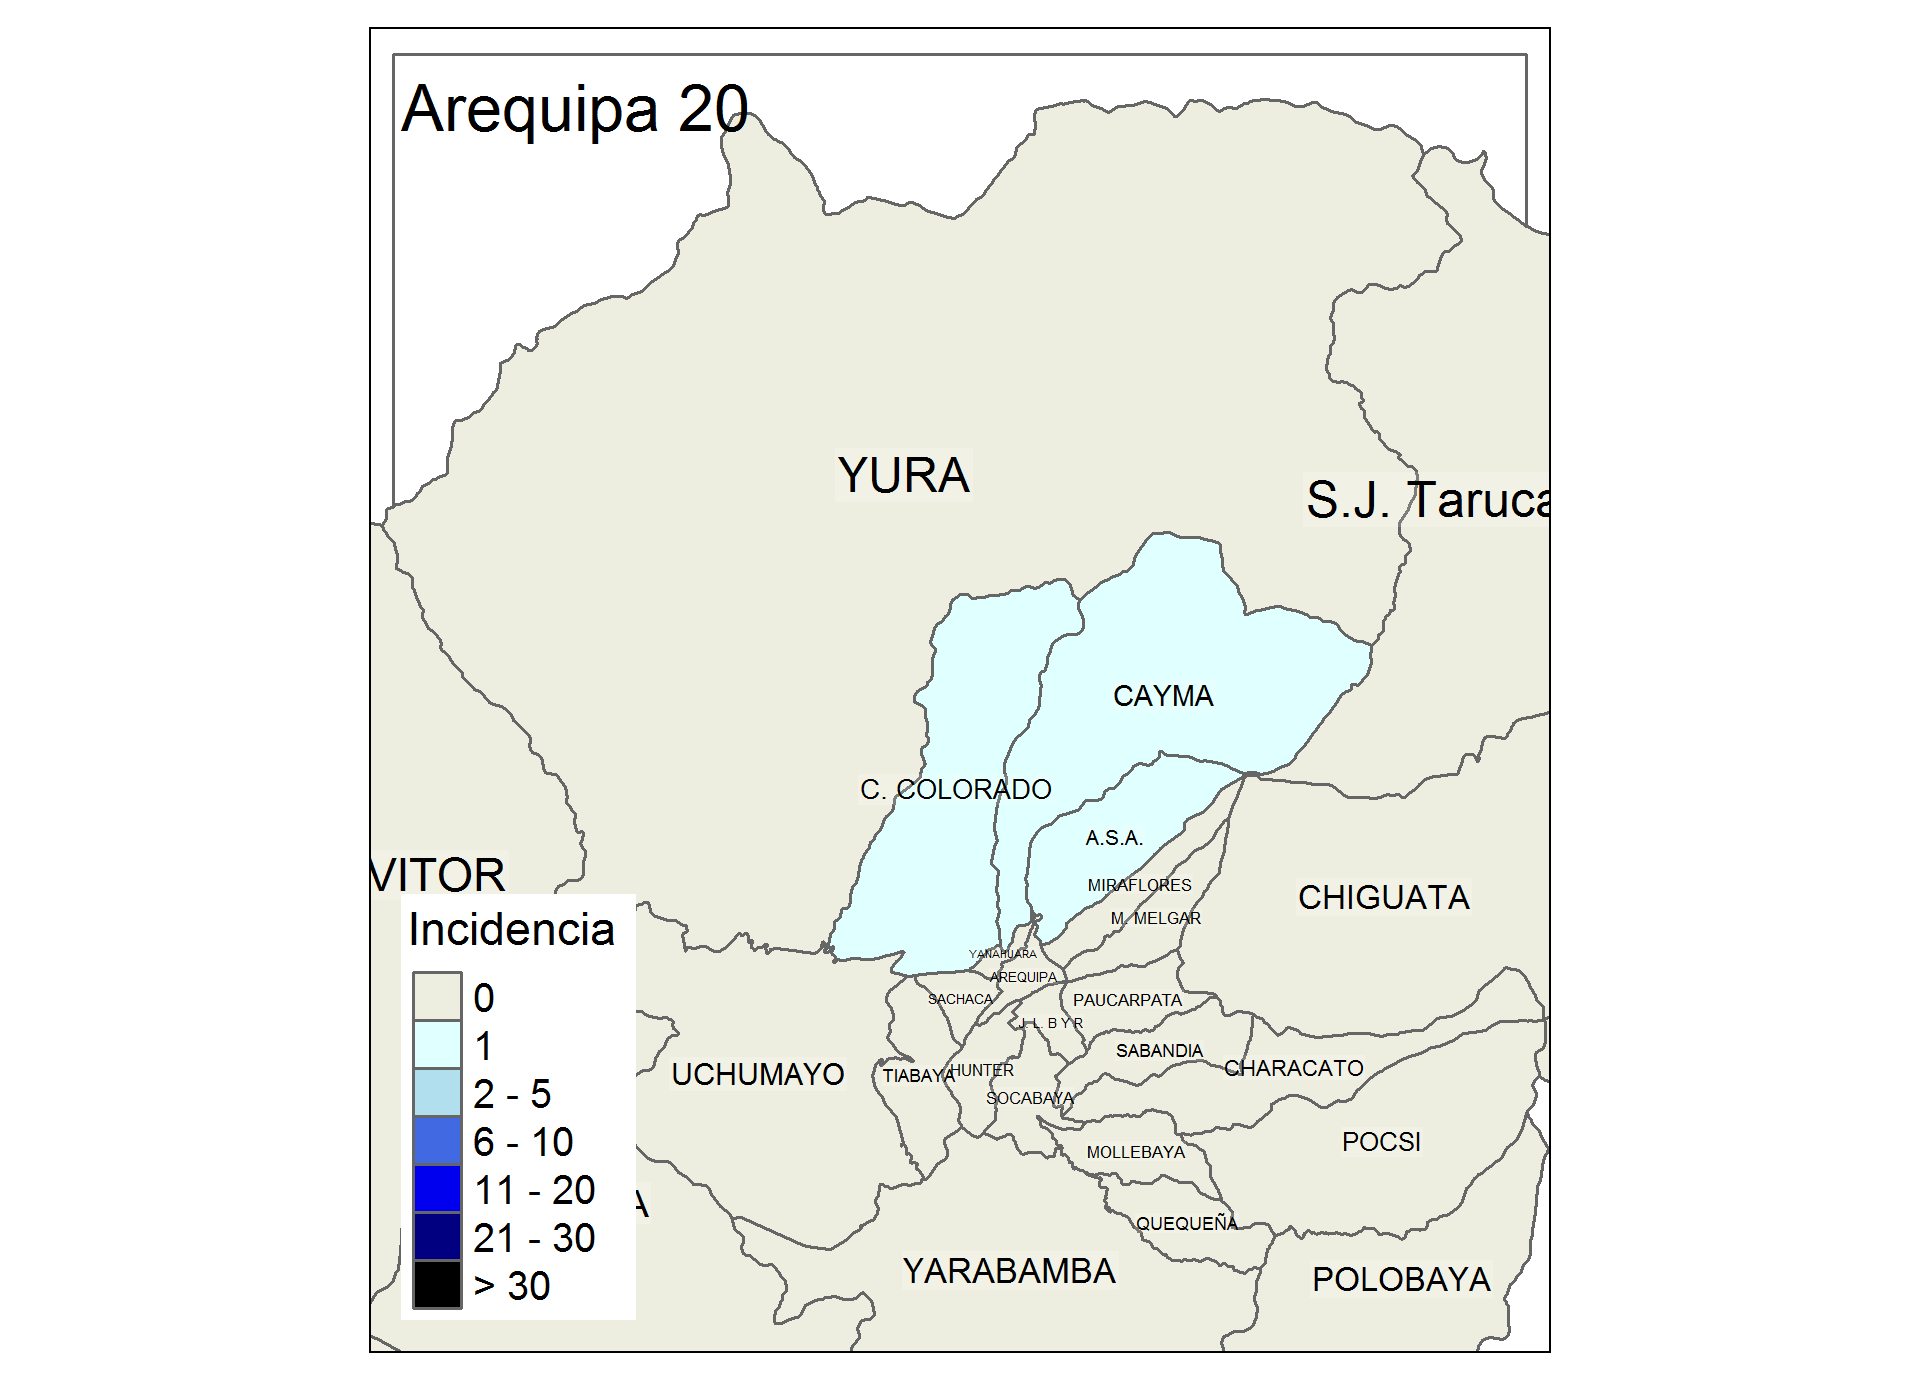 Arequipa 20
YURA
S.J. Taruca
CAYMA
C. COLORADO
A.S.A.
VITOR
MIRAFLORES
CHIGUATA
M. MELGAR
Incidencia
YANAHUARA
AREQUIPA
SACHACA
PAUCARPATA
J. L. B Y R
SABANDIA
CHARACATO
UCHUMAYO
TIABAYA
HUNTER
SOCABAYA
POCSI
MOLLEBAYA
A
QUEQUEÑA
YARABAMBA
POLOBAYA
0
1
2 - 5
6 - 10
11 - 20
21 - 30
> 30